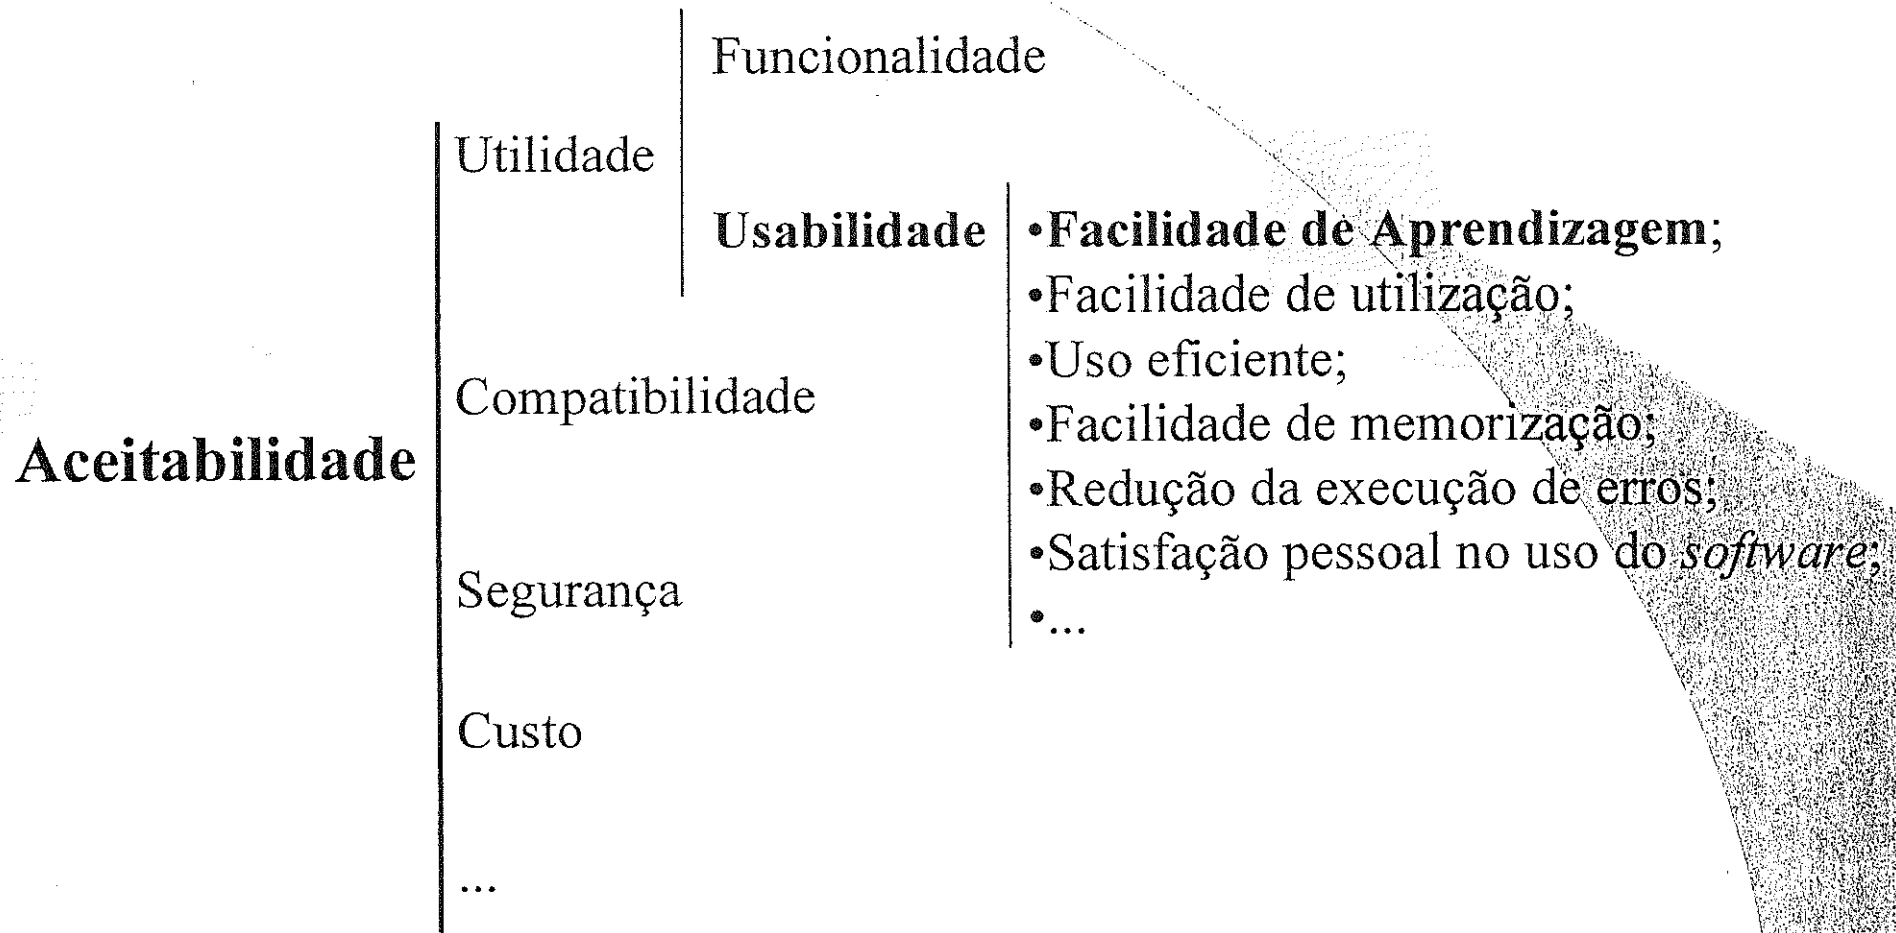 Funcionalidade
Utilidade
Usabilidade
•Facilidade de Aprendizagem;
•Facilidade de utilização;
•Uso eficiente;
•Facilidade de memorização;
•Redução da execução de erros;
•Satisfação pessoal no uso do software;
•...
Compatibilidade
Aceitabilidade
Segurança
Custo
...